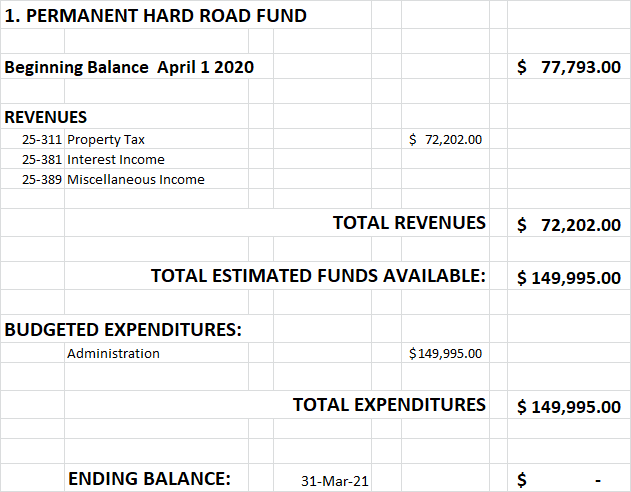 1. PERMANENT HARD ROAD FUND
Beginning Balance  April 1 2020 $ 77,793.00
REVENUES
25-311 Property Tax $ 72,202.00
25-381 Interest Income
25-389 Miscellaneous Income
TOTAL REVENUES $ 72,202.00
TOTAL ESTIMATED FUNDS AVAILABLE: $ 149,995.00
BUDGETED EXPENDITURES:
Administration $149,995.00
TOTAL EXPENDITURES $ 149,995.00
ENDING BALANCE: 31-Mar-21 $ -